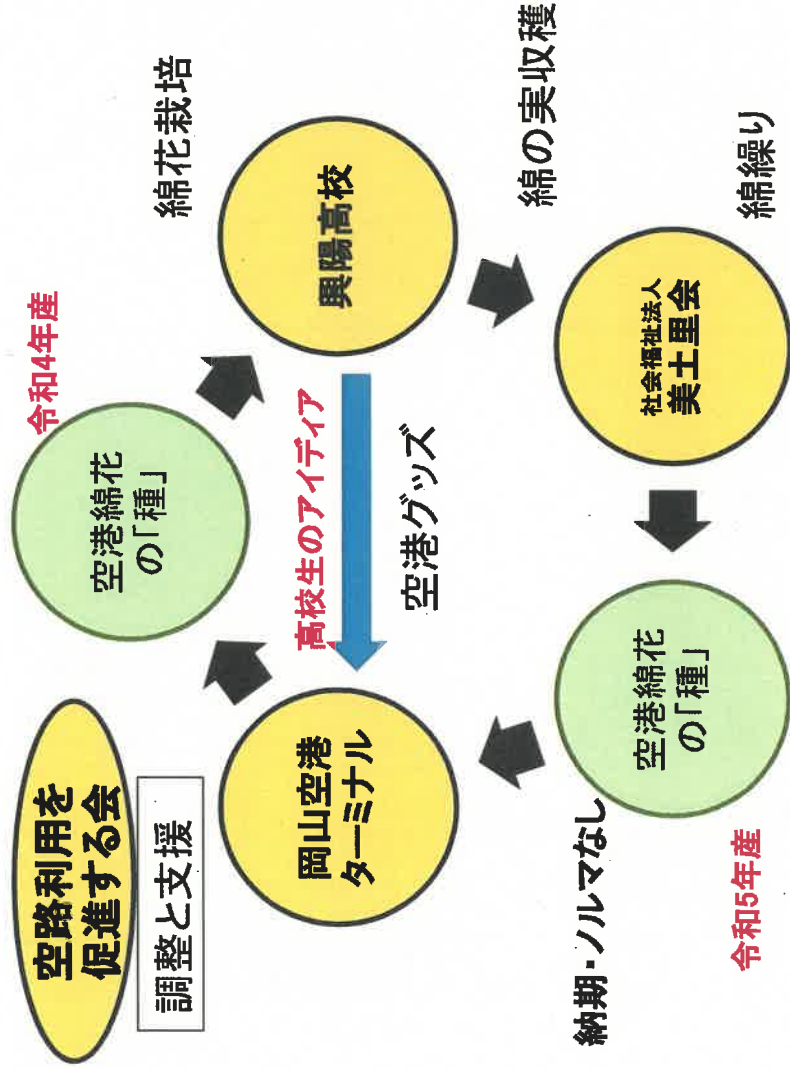 空路利用を
促進する会
調整と支援
岡山空港
ターミナル
空港綿花
の「種」
令和4年産
綿花栽培
興陽高校
高校生のアイディア
空港グッズ
綿の実収穫
社会福祉法人
美土里会
綿繰り
空港綿花
の「種」
令和5年産
納期・ノルマなし